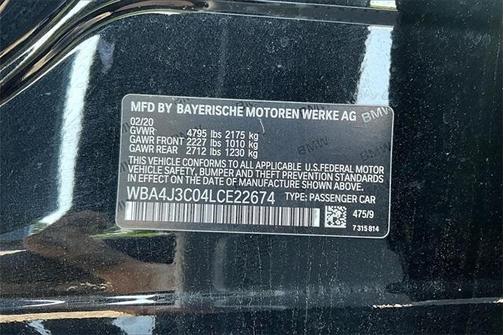 MFD BY BAYERISCHE MOTOREN WERKE AG
02/20
GVWR 4795 lbs 2175 kg
GAWR FRONT 2227 lbs 1010 kg
GAWR REAR 2712 lbs 1230 kg
THIS VEHICLE CONFORMS TO ALL APPLICABLE U.S.FEDERAL MOTOR
VEHICLE SAFETY, BUMPER AND THEFT PREVENTION STANDARDS
IN EFFECT ON THE DATE OF MANUFACTURE SHOWN ABOVE.
WBA4J3C04LCE22674 TYPE: PASSENGER CAR
475/9
7 315 814